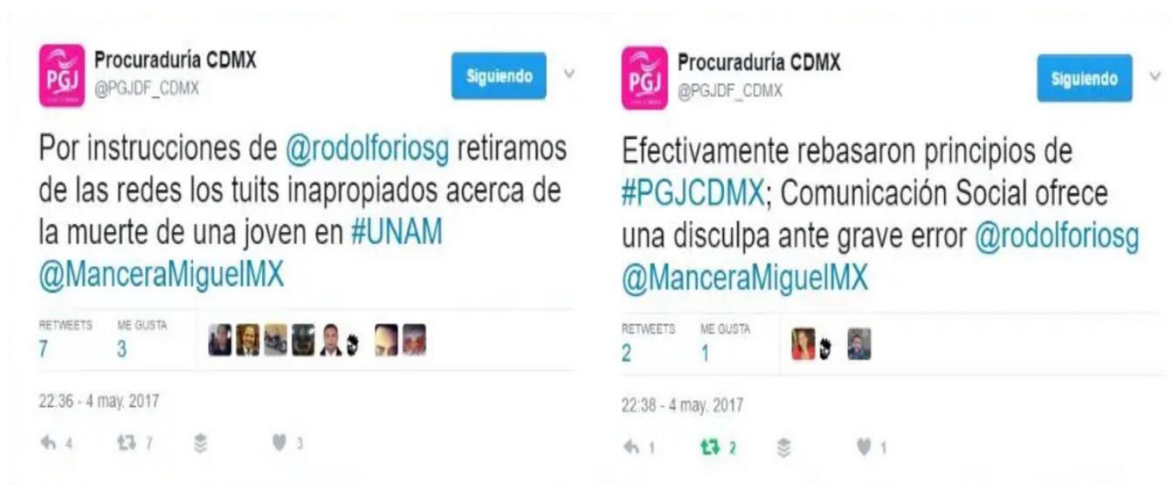 PGJ
Procuraduría CDMX
@PGJDF_CDMX
Siguiendo
Por instrucciones de @rodolforiosg retiramos
de las redes los tuits inapropiados acerca de
la muerte de una joven en #UNAM
@ManceraMiguelMX
RETWEETS ME GUSTA
7 3
22:36 - 4 may. 2017
4 7 3
PGJ
Procuraduría CDMX
@PGJDF_CDMX
Siguiendo
Efectivamente rebasaron principios de
#PGJCDMX; Comunicación Social ofrece
una disculpa ante grave error @rodolforiosg
@ManceraMiguelMX
RETWEETS ME GUSTA
2 1
22:38 - 4 may. 2017
1 2 1